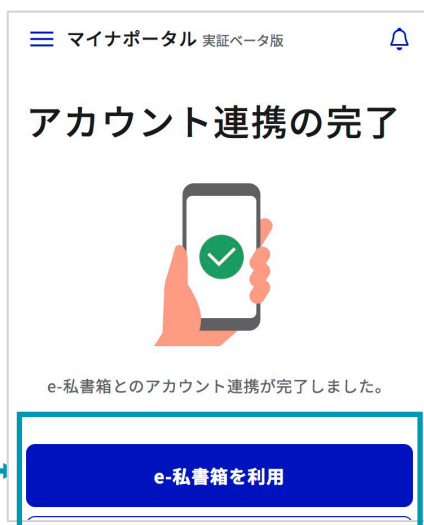 マイナポータル 実証ベータ版
アカウント連携の完了
e-私書箱とのアカウント連携が完了しました。
e-私書箱を利用